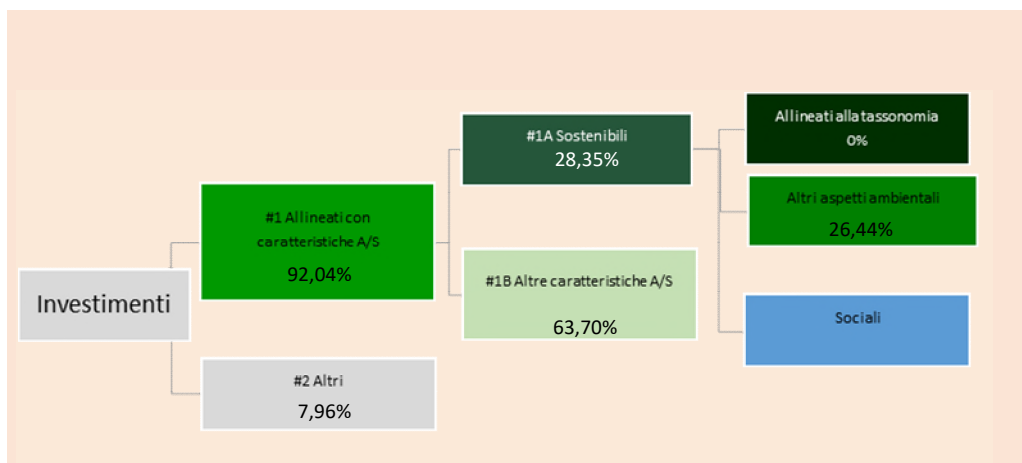 Investimenti
#1 Allineati con
caratteristiche A/S
92,04%
#2 Altri
7,96%
#1A Sostenibili
28,35%
#1B Altre caratteristiche A/S
63,70%
Allineati alla tassonomia
0%
Altri aspetti ambientali
26,44%
Sociali